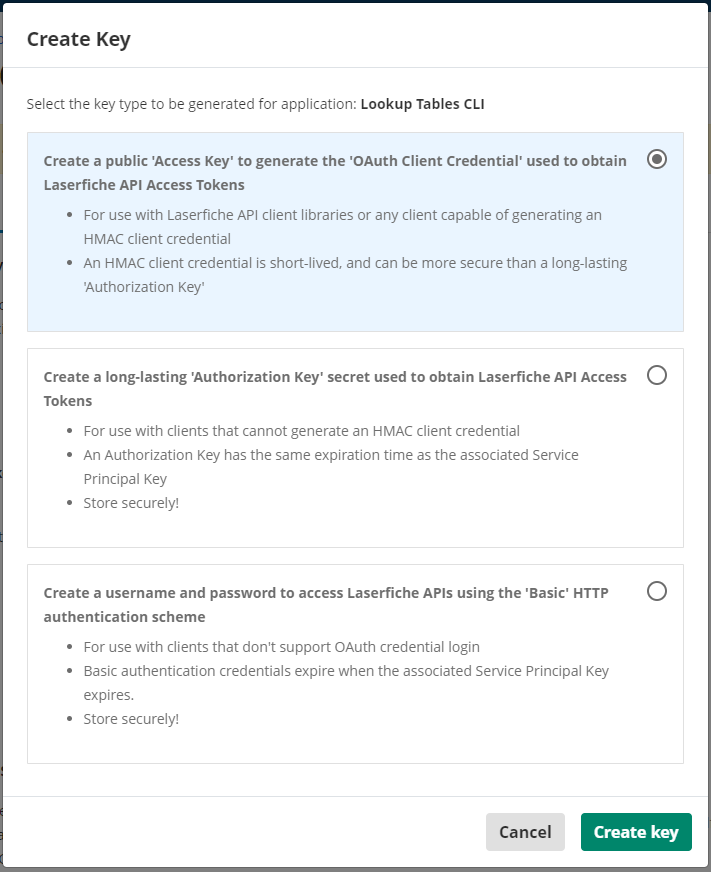 Create Key
Select the key type to be generated for application: Lookup Tables CLI
Create a public 'Access Key' to generate the 'OAuth Client Credential' used to obtain
Laserfiche API Access Tokens
• For use with Laserfiche API client libraries or any client capable of generating an
HMAC client credential
• An HMAC client credential is short-lived, and can be more secure than a long-lasting
'Authorization Key'
Create a long-lasting 'Authorization Key' secret used to obtain Laserfiche API Access
Tokens
• For use with clients that cannot generate an HMAC client credential
• An Authorization Key has the same expiration time as the associated Service
Principal Key
• Store securely!
Create a username and password to access Laserfiche APIs using the 'Basic' HTTP
authentication scheme
• For use with clients that don't support OAuth credential login
• Basic authentication credentials expire when the associated Service Principal Key
expires.
• Store securely!
Cancel
Create key